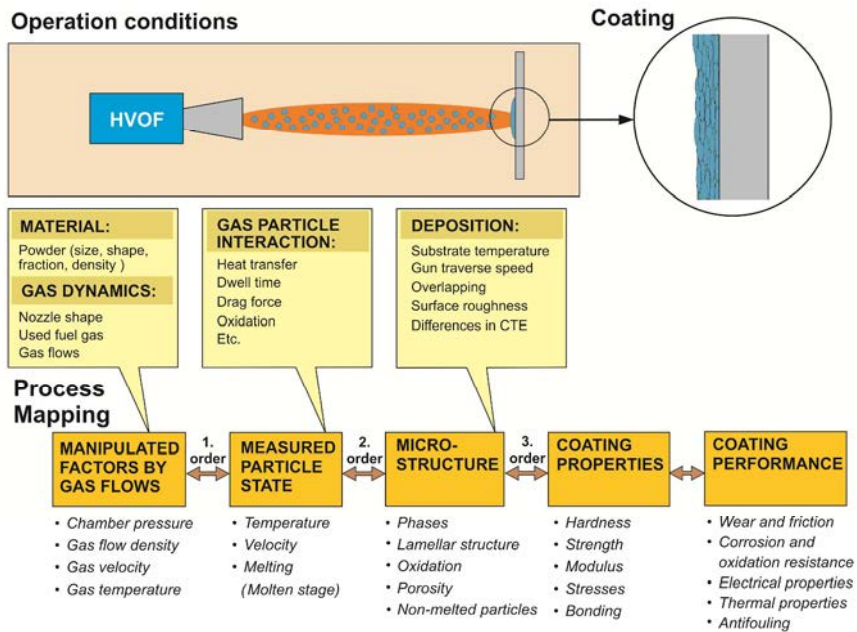 Operation conditions
Coating
HVOF
MATERIAL:
Powder (size, shape,
fraction, density )
GAS DYNAMICS:
Nozzle shape
Used fuel gas
Gas flows
GAS PARTICLE
INTERACTION:
Heat transfer
Dwell time
Drag force
Oxidation
Etc.
DEPOSITION:
Substrate temperature
Gun traverse speed
Overlapping
Surface roughness
Differences in CTE
Process
Mapping
MANIPULATED
FACTORS BY
GAS FLOWS
1.
order
MEASURED
PARTICLE
STATE
2.
order
MICRO-
STRUCTURE
3.
order
COATING
PROPERTIES
COATING
PERFORMANCE
• Chamber pressure
• Gas flow density
• Gas velocity
• Gas temperature
• Temperature
• Velocity
• Melting
(Molten stage)
• Phases
• Lamellar structure
• Oxidation
• Porosity
• Non-melted particles
• Hardness
• Strength
• Modulus
• Stresses
• Bonding
• Wear and friction
• Corrosion and
oxidation resistance
• Electrical properties
• Thermal properties
• Antifouling